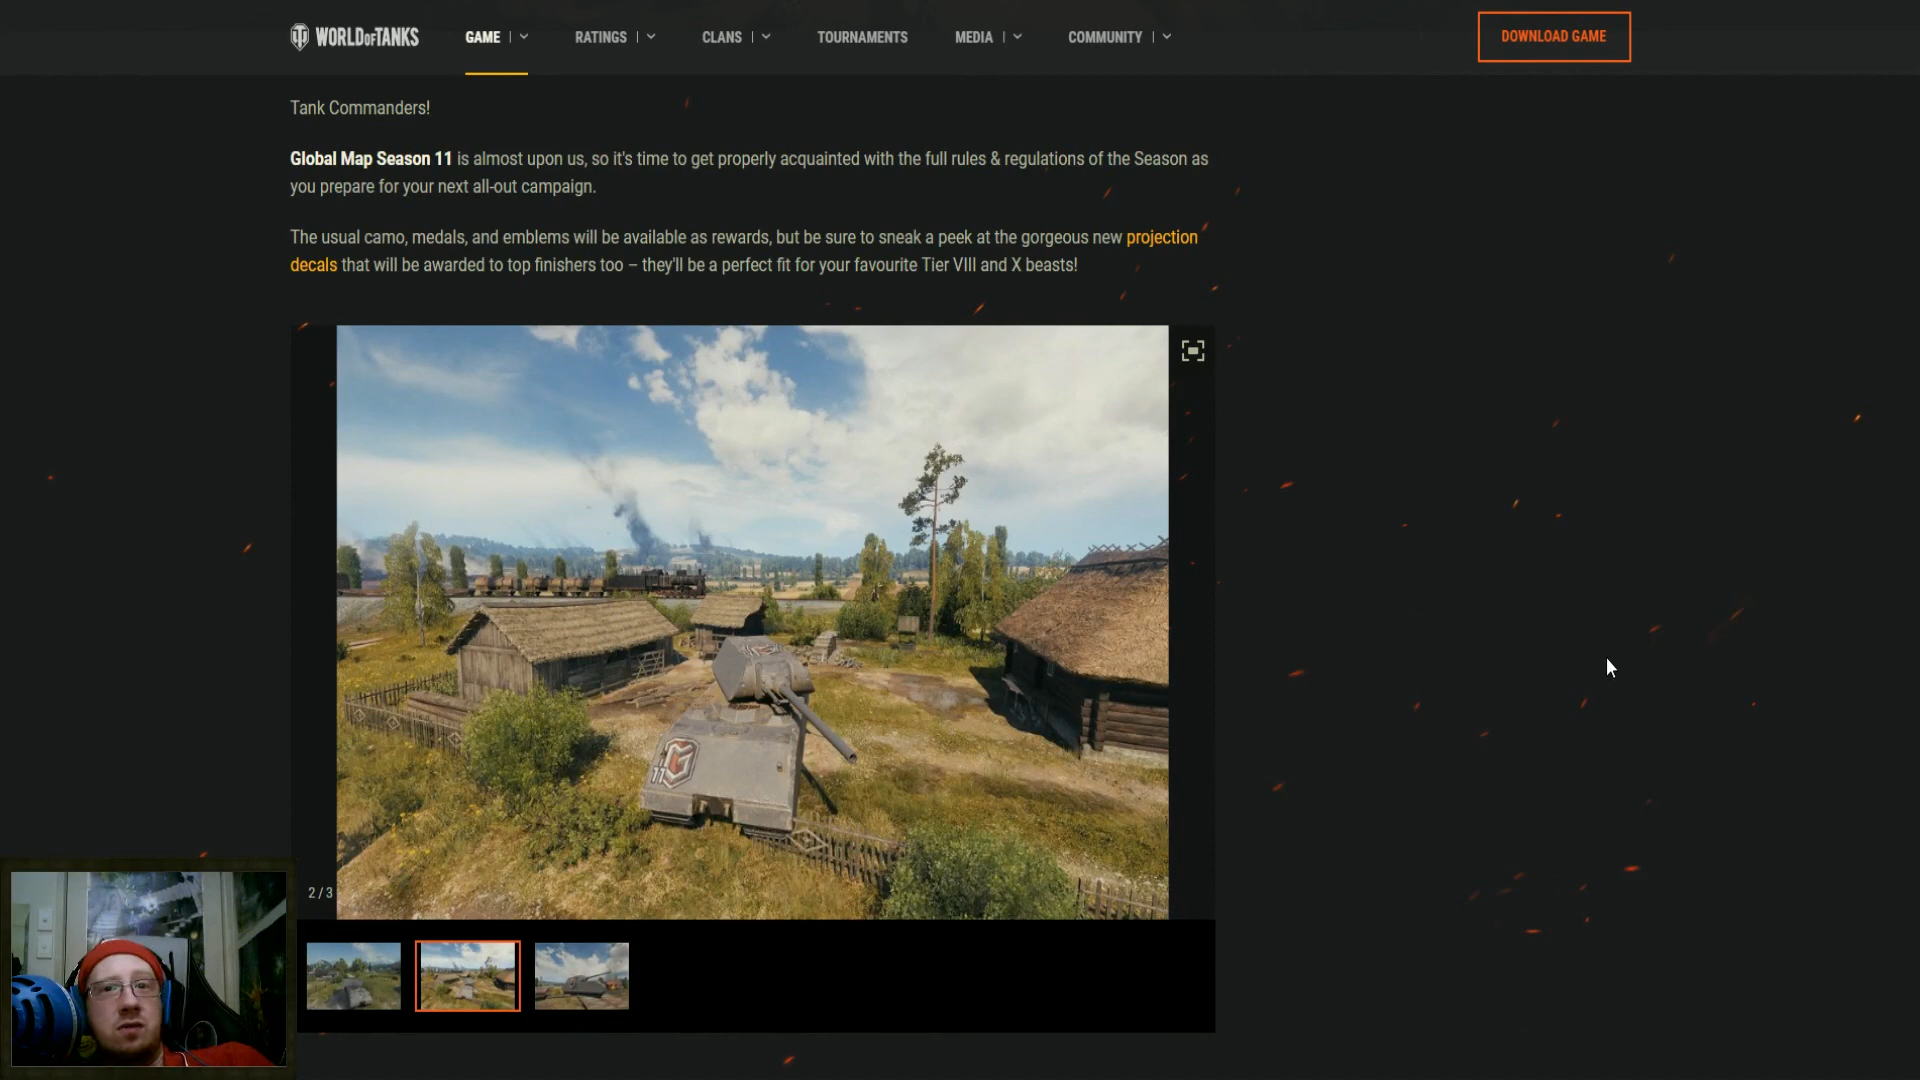 WORLD OF TANKS GAME RATINGS CLANS TOURNAMENTS MEDIA COMMUNITY DOWNLOAD GAME
Tank Commanders!
Global Map Season 11 is almost upon us, so it's time to get properly acquainted with the full rules & regulations of the Season as
you prepare for your next all-out campaign.
The usual camo, medals, and emblems will be available as rewards, but be sure to sneak a peek at the gorgeous new projection
decals that will be awarded to top finishers too – they'll be a perfect fit for your favourite Tier VIII and X beasts!
11
2 / 3